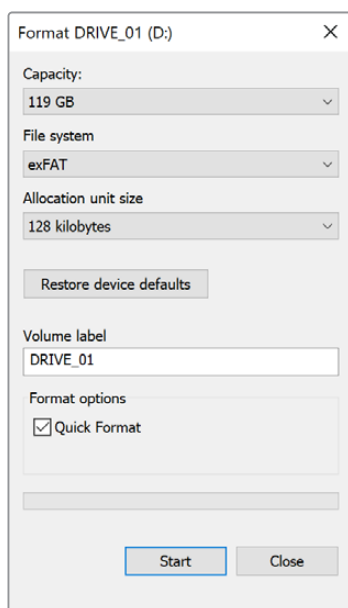 Format DRIVE_01 (D:)
Capacity:
119 GB
File system
exFAT
Allocation unit size
128 kilobytes
Restore device defaults
Volume label
DRIVE_01
Format options
Quick Format
Start
Close